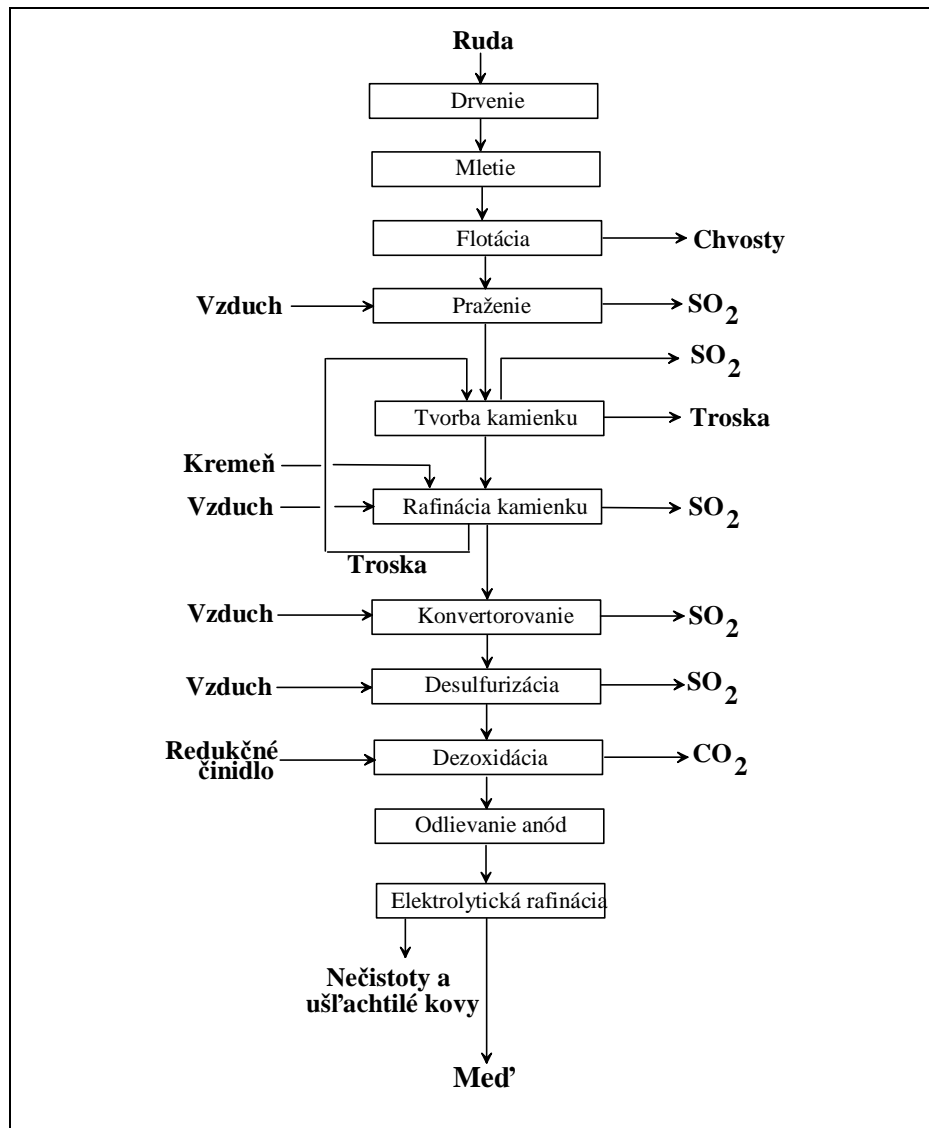 Ruda
Drvenie
Mletie
Flotácia
Chvosty
Vzduch
Praženie
SO2
SO2
Tvorba kamienku
Troska
Kremeň
Vzduch
Rafinácia kamienku
SO2
Troska
Vzduch
Konvertorovanie
SO2
Vzduch
Desulfurizácia
SO2
Redukčné
činidlo
Dezoxidácia
CO2
Odlievanie anód
Elektrolytická rafinácia
Nečistoty a
ušľachtilé kovy
Meď